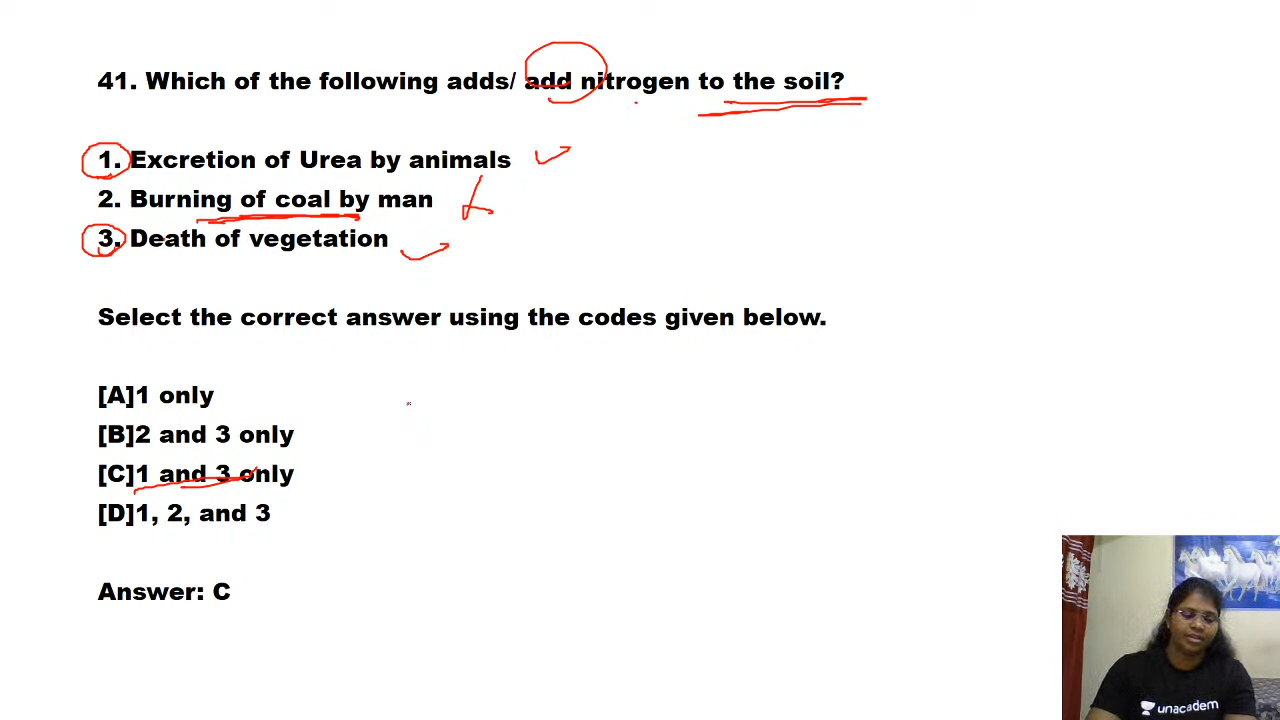 41. Which of the following adds/ add nitrogen to the soil?
1. Excretion of Urea by animals
2. Burning of coal by man
3. Death of vegetation
Select the correct answer using the codes given below.
[A]1 only
[B]2 and 3 only
[C]1 and 3 only
[D]1, 2, and 3
Answer: C
unacadem